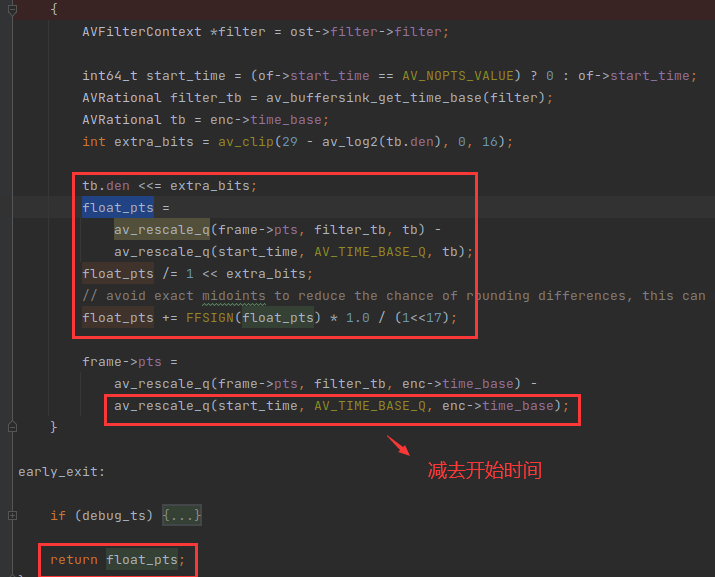 {
AVFilterContext *filter = ost->filter->filter;
int64_t start_time = (of->start_time == AV_NOPTS_VALUE) ? 0 : of->start_time;
AVRational filter_tb = av_buffersink_get_time_base(filter);
AVRational tb = enc->time_base;
int extra_bits = av_clip(29 - av_log2(tb.den), 0, 16);
tb.den <<= extra_bits;
float_pts =
av_rescale_q(frame->pts, filter_tb, tb) -
av_rescale_q(start_time, AV_TIME_BASE_Q, tb);
float_pts /= 1 << extra_bits;
// avoid exact midoints to reduce the chance of rounding differences, this can
float_pts += FFSIGN(float_pts) * 1.0 / (1<<17);
frame->pts =
av_rescale_q(frame->pts, filter_tb, enc->time_base) -
av_rescale_q(start_time, AV_TIME_BASE_Q, enc->time_base);
}
减去开始时间
early_exit:
if (debug_ts) {...}
return float_pts;